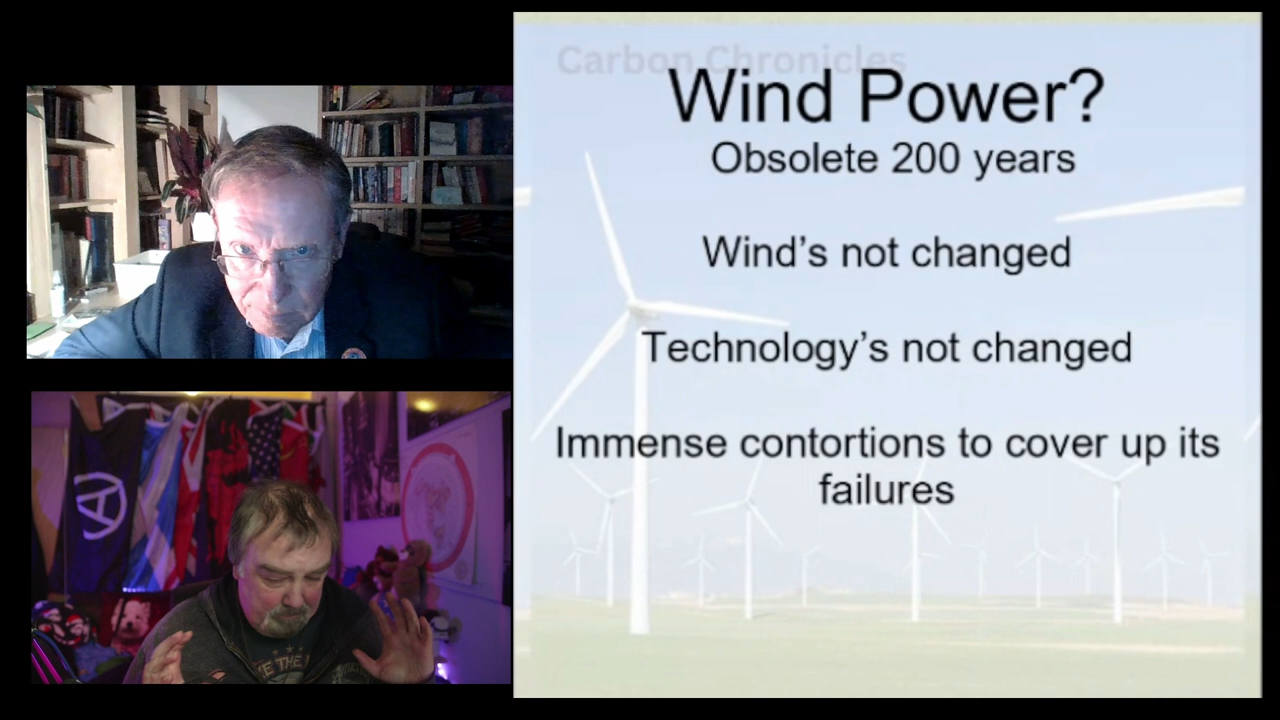 Carbon Chronicles
Wind Power?
Obsolete 200 years
Wind’s not changed
Technology’s not changed
Immense contortions to cover up its
failures